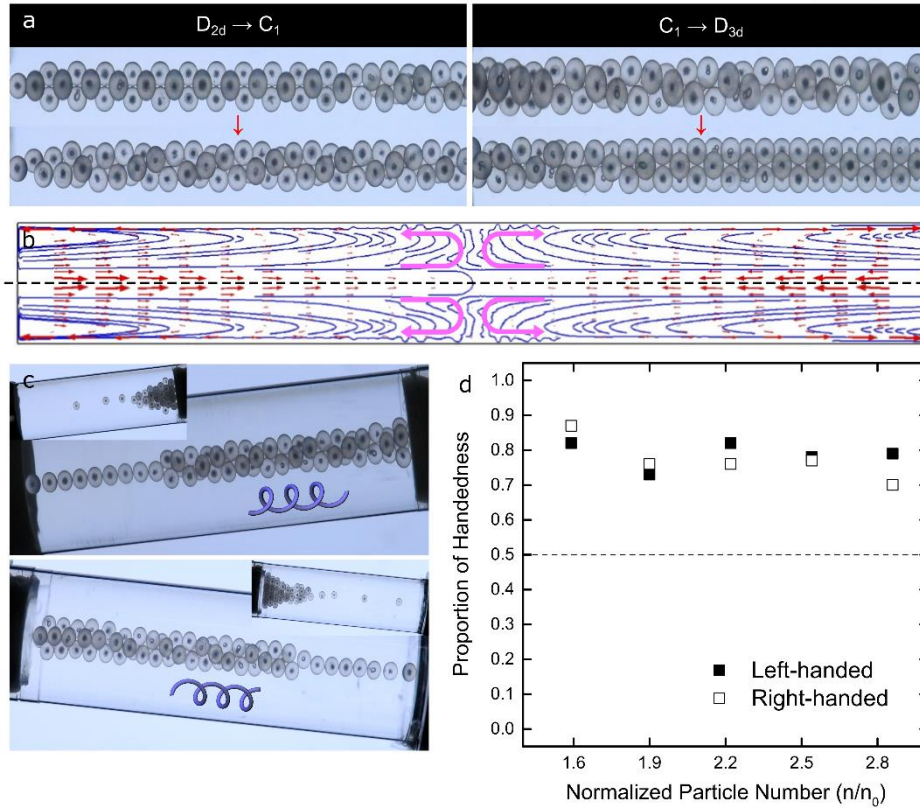 a
D2d → C1
C1 → D3d
b
c
d
Proportion of Handedness
1.0
0.9
0.8
0.7
0.6
0.5
0.4
0.3
0.2
0.1
0.0
Left-handed
Right-handed
1.6 1.9 2.2 2.5 2.8
Normalized Particle Number (n/n0)